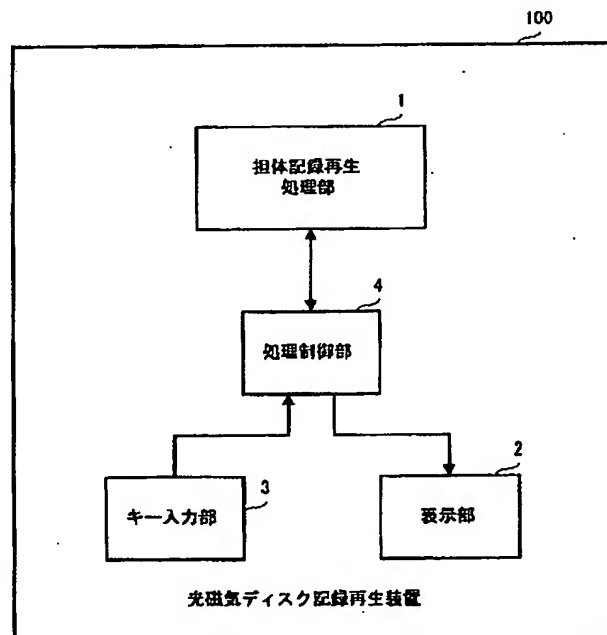 100
1
担体記録再生
処理部
4
処理制御部
3
キー入力部
2
表示部
光磁気ディスク記録再生装置